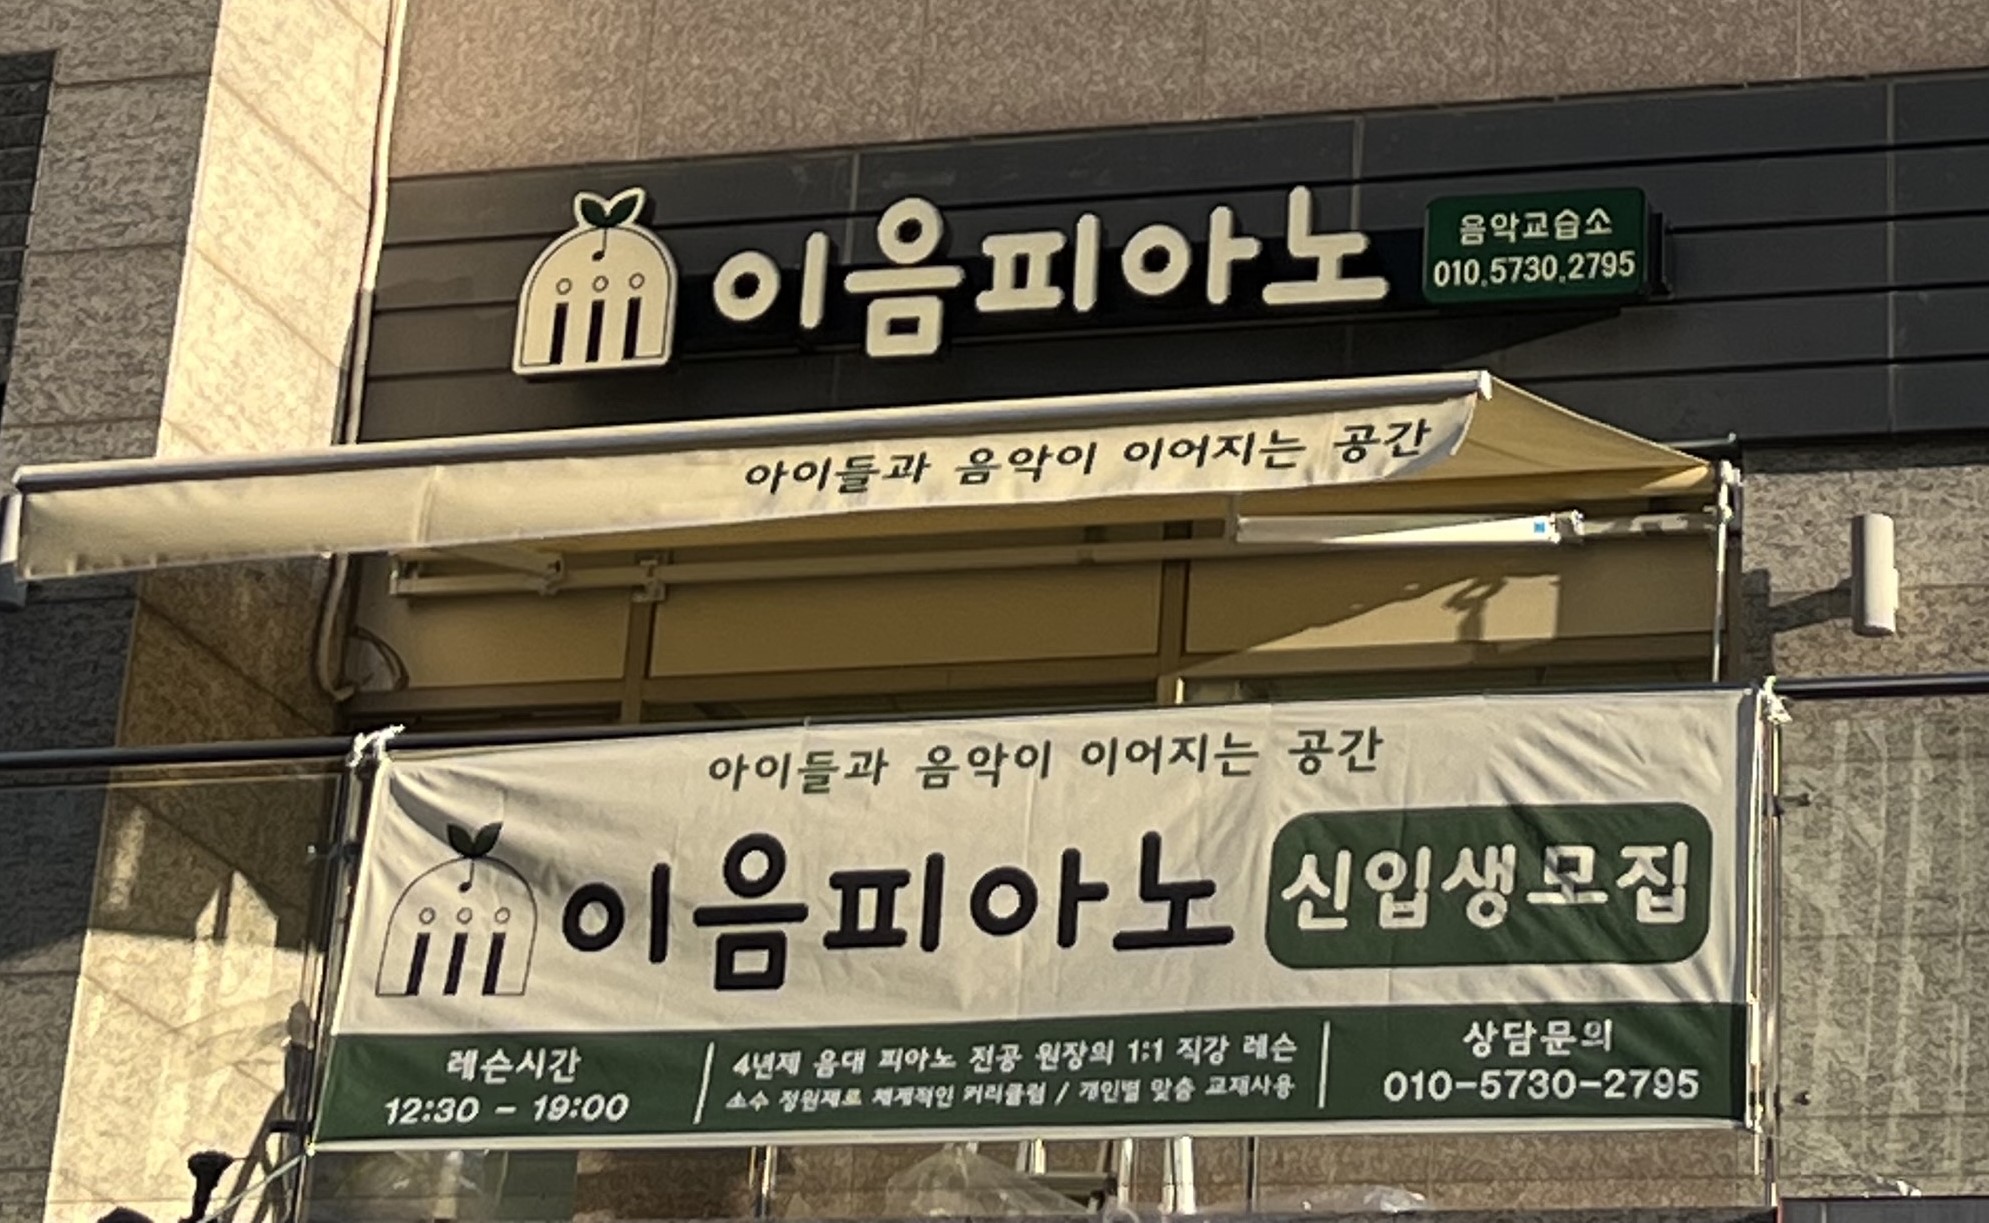 이음피아노
음악교습소
010.5730.2795
아이들과 음악이 이어지는 공간
아이들과 음악이 이어지는 공간
이음피아노
신입생모집
레슨시간
12:30 - 19:00
4년제 음대 피아노 전공 원장의 1:1 직강 레슨
소수 정원제로 체계적인 커리큘럼 / 개인별 맞춤 교재사용
상담문의
010-5730-2795